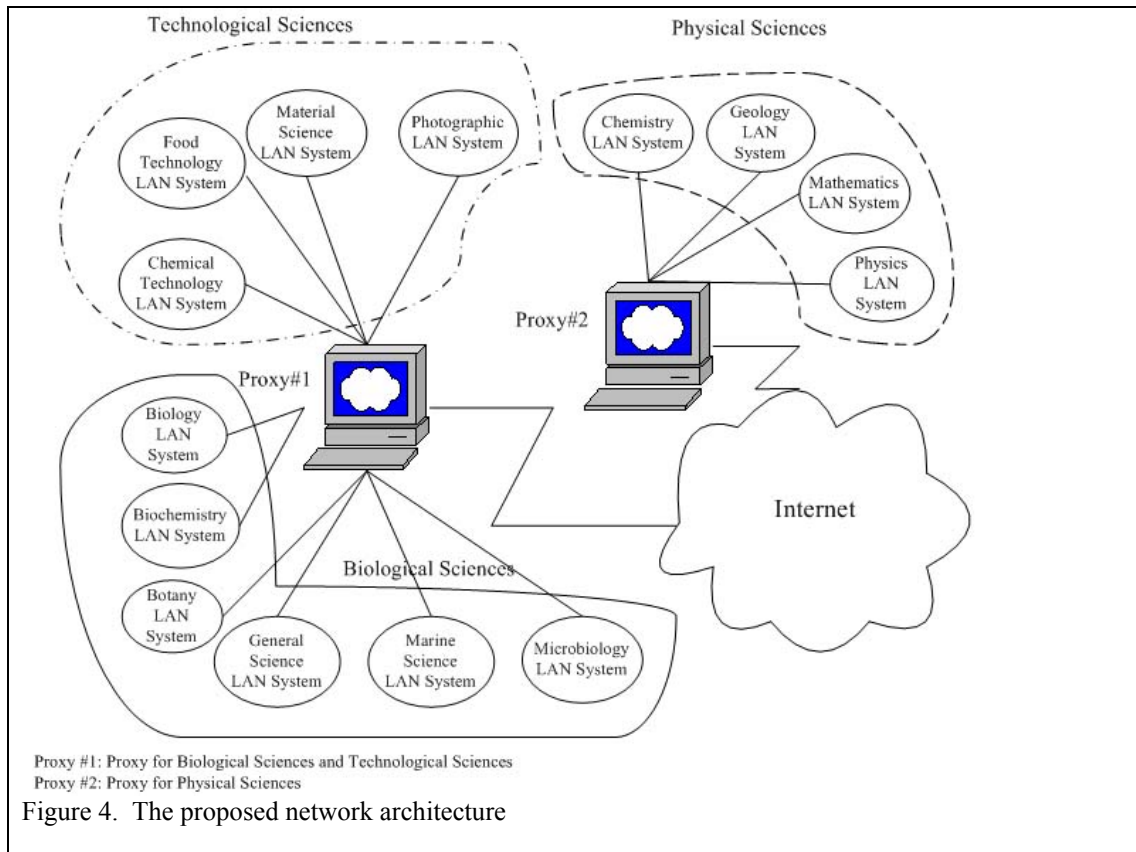 Technological Sciences
Physical Sciences
Food
Technology
LAN System
Material
Science
LAN System
Photographic
LAN System
Chemical
Technology
LAN System
Chemistry
LAN System
Geology
LAN
System
Mathematics
LAN System
Physics
LAN
System
Proxy#2
Proxy#1
Biology
LAN
System
Biochemistry
LAN System
Botany
LAN
System
Biological Sciences
General
Science
LAN System
Marine
Science
LAN System
Microbiology
LAN System
Internet
Proxy #1: Proxy for Biological Sciences and Technological Sciences
Proxy #2: Proxy for Physical Sciences
Figure 4. The proposed network architecture